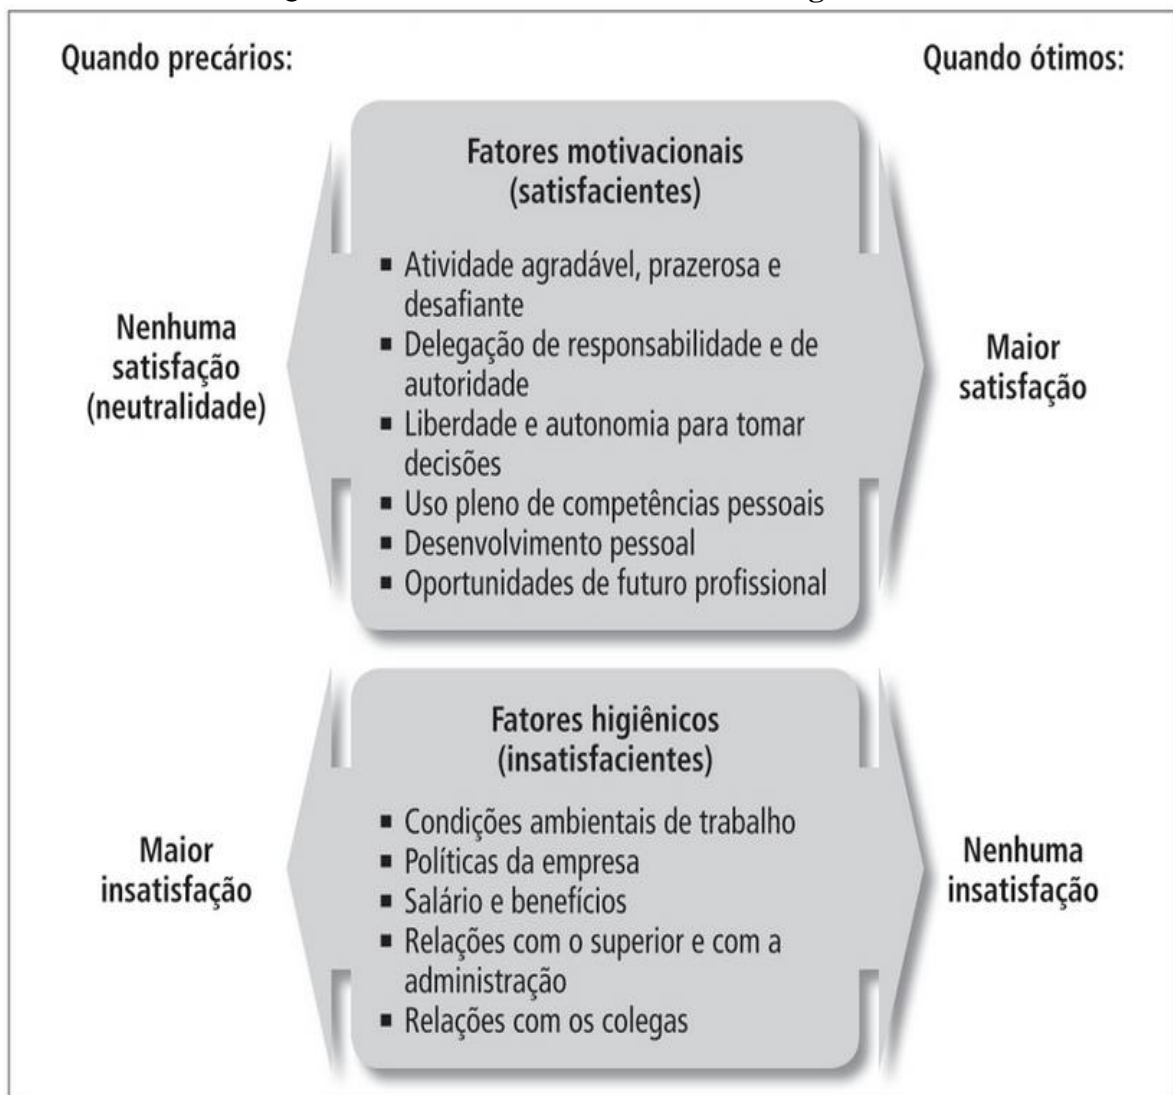 Quando precários:
Quando ótimos:
Fatores motivacionais
(satisfacientes)
▪ Atividade agradável, prazerosa e
desafiante
▪ Delegação de responsabilidade e de
autoridade
▪ Liberdade e autonomia para tomar
decisões
▪ Uso pleno de competências pessoais
▪ Desenvolvimento pessoal
▪ Oportunidades de futuro profissional
Nenhuma
satisfação
(neutralidade)
Maior
satisfação
Fatores higiênicos
(insatisfacientes)
▪ Condições ambientais de trabalho
▪ Políticas da empresa
▪ Salário e benefícios
▪ Relações com o superior e com a
administração
▪ Relações com os colegas
Maior
insatisfação
Nenhuma
insatisfação